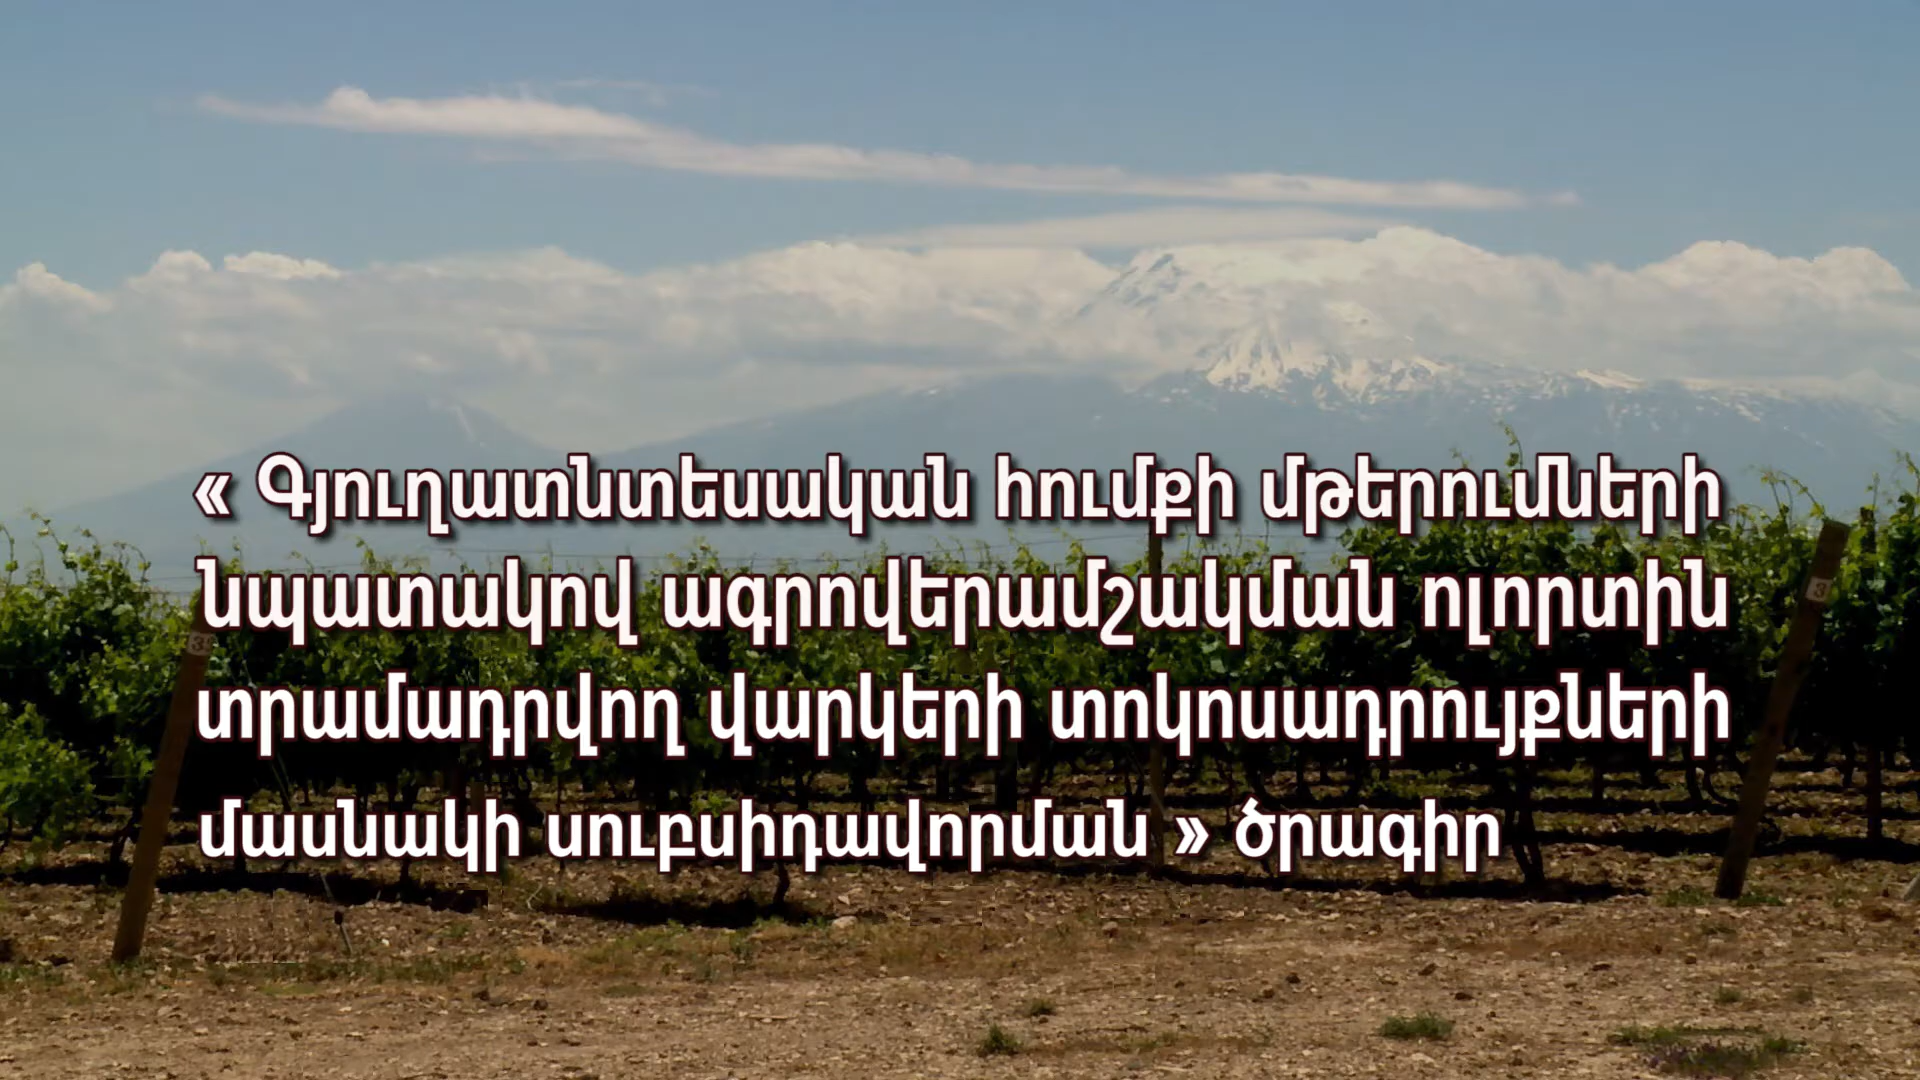 « Գյուղատնտեսական հումքի մթերումների
նպատակով ագրովերամշակման ոլորտին
տրամադրվող վարկերի տոկոսադրույքների
մասնակի սուբսիդավորման » ծրագիր